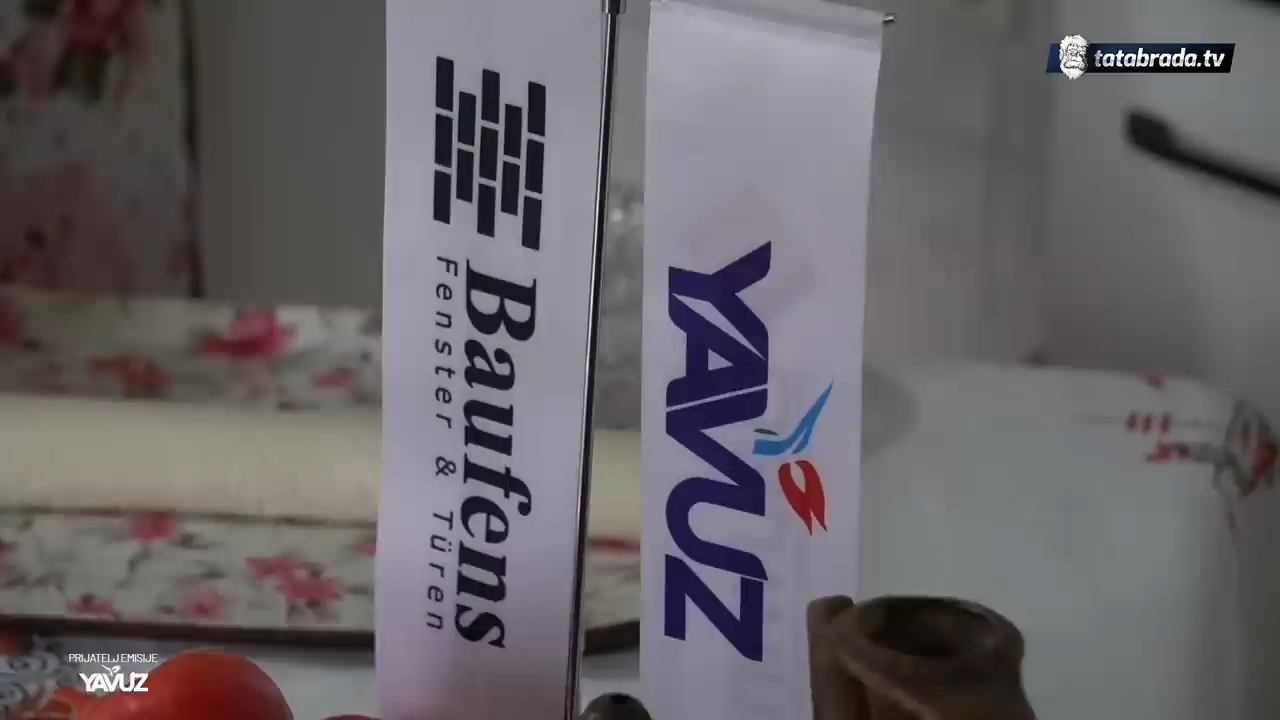 tatabrada.tv
Baufens
Fenster & Türen
YAVUZ
PRIJATELJ EMISIJE
YAVUZ